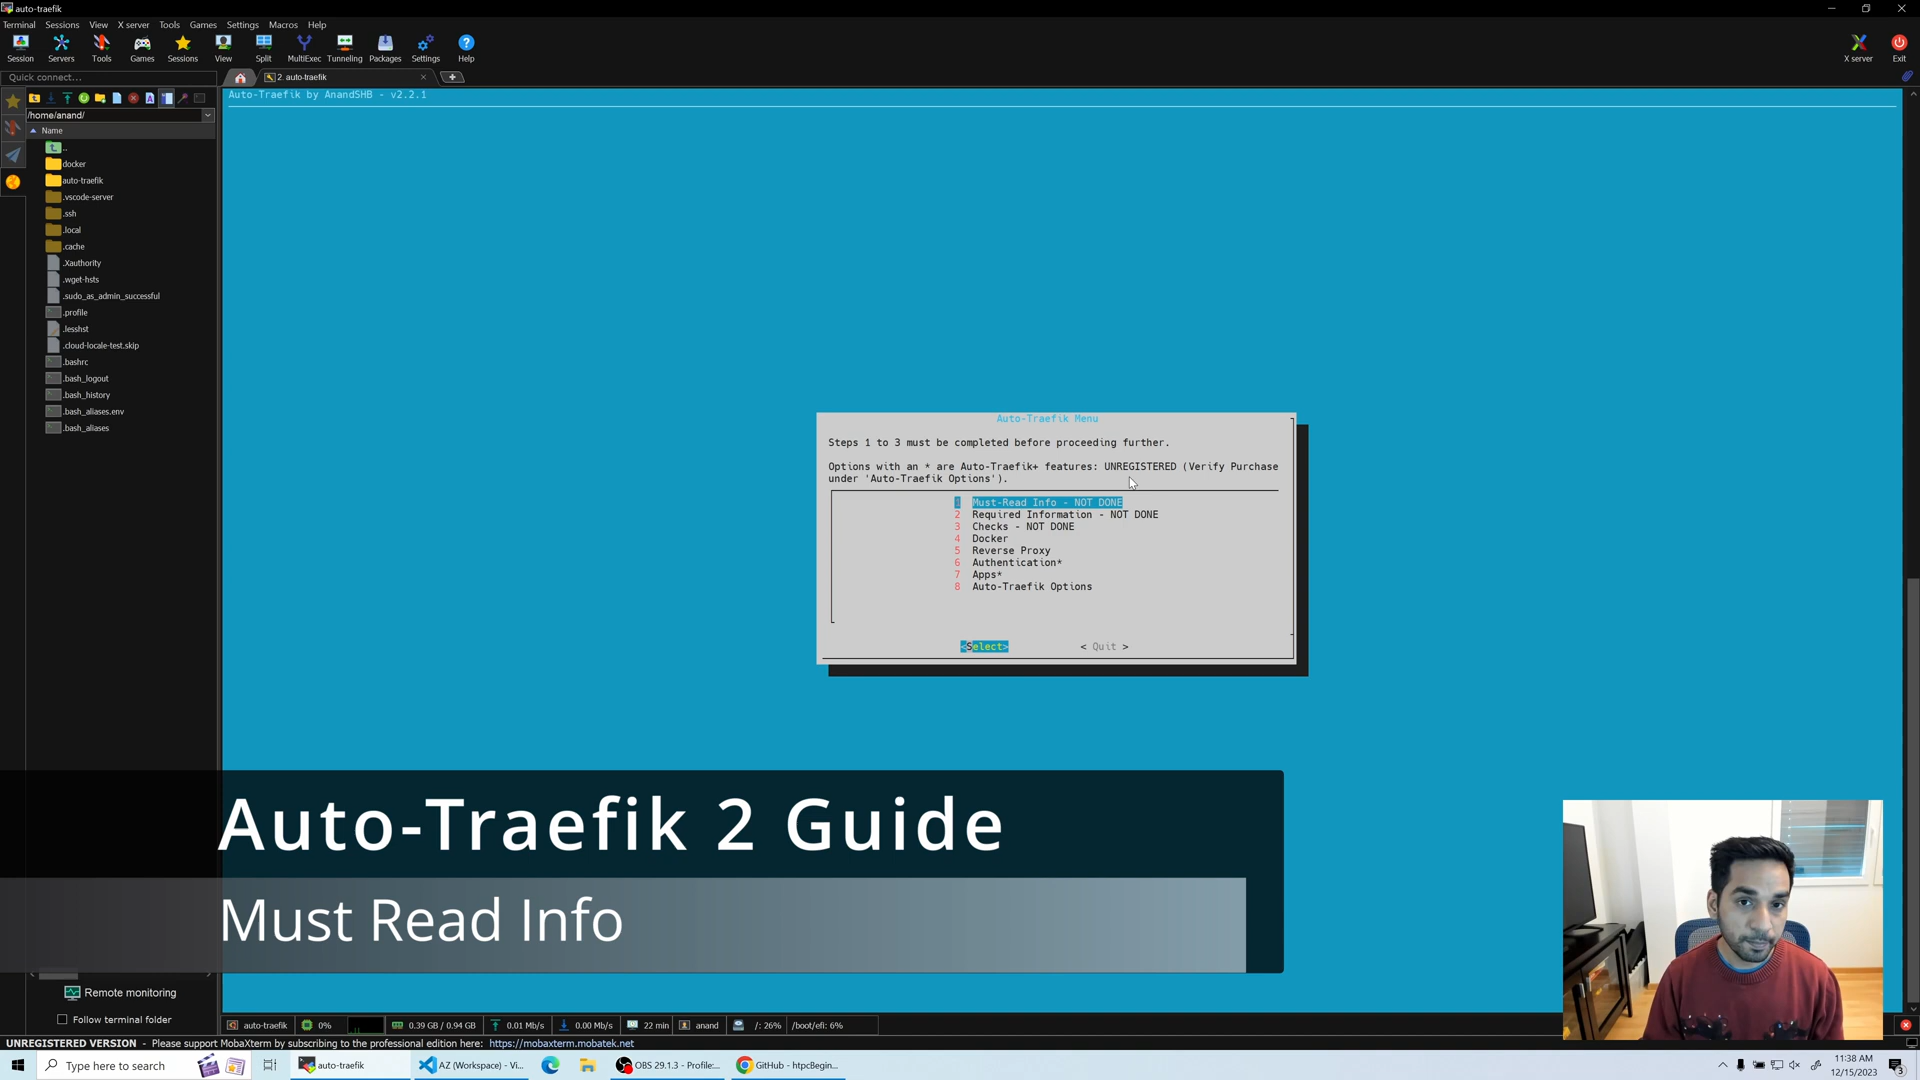 auto-traefik
Terminal Sessions View X server Tools Games Settings Macros Help
Session Servers Tools Games Sessions View Split MultiExec Tunneling Packages Settings Help X server Exit
Quick connect...
2. auto-traefik
/home/anand/
Name
..
docker
auto-traefik
.vscode-server
.ssh
.local
.cache
.Xauthority
.wget-hsts
.sudo_as_admin_successful
.profile
.lesshst
.cloud-locale-test.skip
.bashrc
.bash_logout
.bash_history
.bash_aliases.env
.bash_aliases
Remote monitoring
Follow terminal folder
Auto-Traefik by AnandSHB - v2.2.1
Auto-Traefik Menu
Steps 1 to 3 must be completed before proceeding further.
Options with an * are Auto-Traefik+ features: UNREGISTERED (Verify Purchase
under 'Auto-Traefik Options').
1 Must-Read Info - NOT DONE
2 Required Information - NOT DONE
3 Checks - NOT DONE
4 Docker
5 Reverse Proxy
6 Authentication*
7 Apps*
8 Auto-Traefik Options
<Select> < Quit >
Auto-Traefik 2 Guide
Must Read Info
auto-traefik 0% 0.39 GB / 0.94 GB 0.01 Mb/s 0.00 Mb/s 22 min anand /: 26% /boot/efi: 6%
UNREGISTERED VERSION - Please support MobaXterm by subscribing to the professional edition here: https://mobaxterm.mobatek.net
Type here to search auto-traefik AZ (Workspace) - Vi... OBS 29.1.3 - Profile:... GitHub - htpcBegin...
11:38 AM
12/15/2023
3